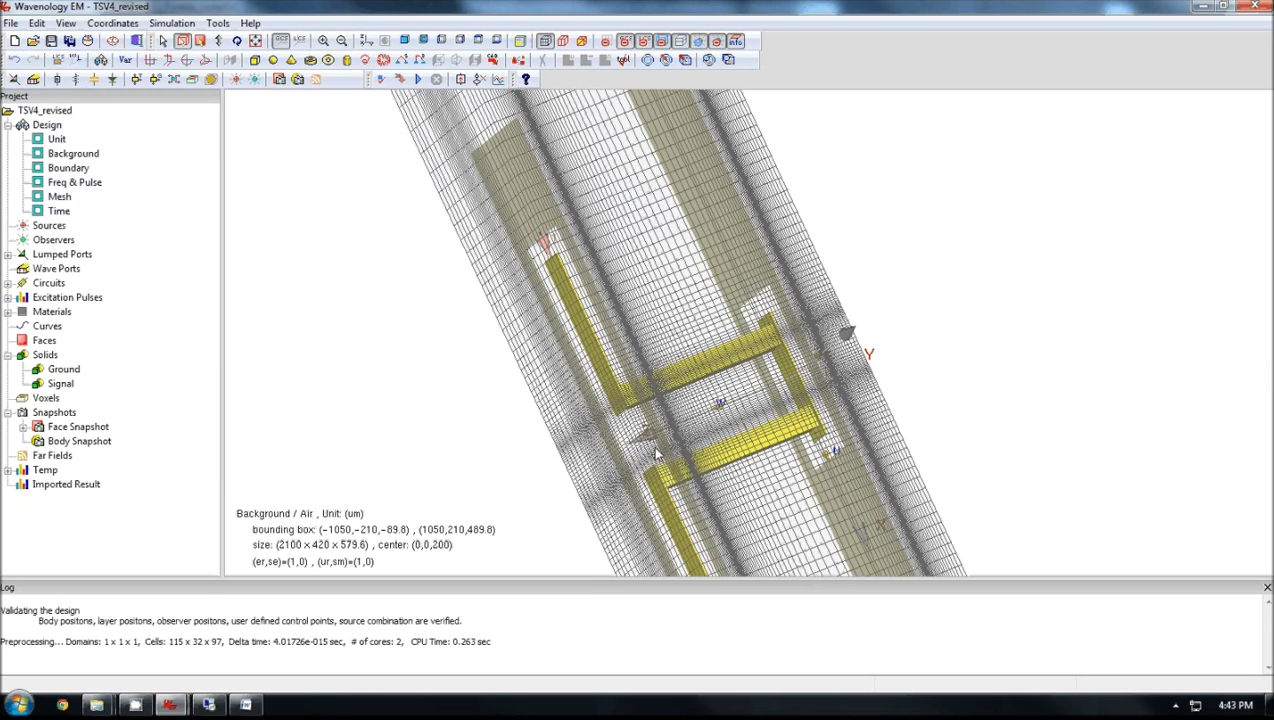 Wavenology EM - TSV4_revised
File Edit View Coordinates Simulation Tools Help
Var
info
Project
TSV4_revised
Design
Unit
Background
Boundary
Freq & Pulse
Mesh
Time
Sources
Observers
Lumped Ports
Wave Ports
Circuits
Excitation Pulses
Materials
Curves
Faces
Solids
Ground
Signal
Voxels
Snapshots
Face Snapshot
Body Snapshot
Far Fields
Temp
Imported Result
Y
X
Background / Air , Unit: (um)
bounding box: (-1050,-210,-89.8) , (1050,210,489.8)
size: (2100 x 420 x 579.6) , center: (0,0,200)
(er,se)=(1,0) , (ur,sm)=(1,0)
Log
Validating the design
Body positons, layer positons, observer positons, user defined control points, source combination are verified.
Preprocessing... Domains: 1 x 1 x 1, Cells: 115 x 32 x 97, Delta time: 4.01726e-015 sec, # of cores: 2, CPU Time: 0.263 sec
4:43 PM